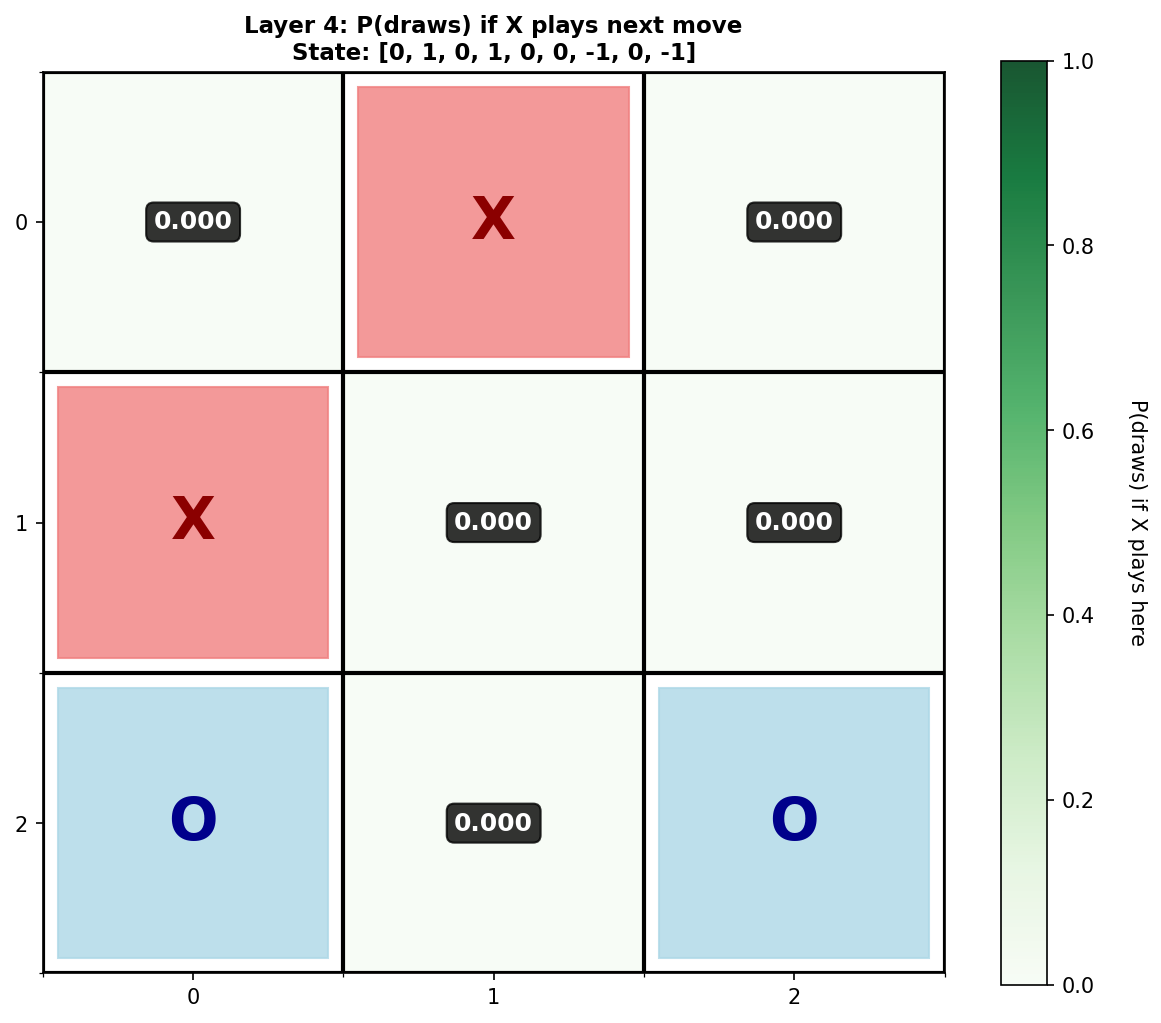 Layer 4: P(draws) if X plays next move
State: [0, 1, 0, 1, 0, 0, -1, 0, -1]
0.000
X
0.000
X
0.000
0.000
O
0.000
O
0
1
2
0
1
2
1.0
0.8
0.6
0.4
0.2
0.0
P(draws) if X plays here